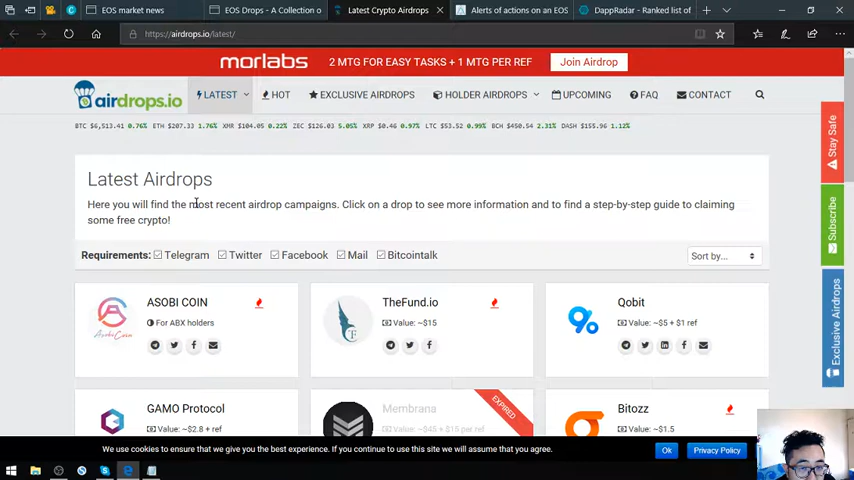 EOS market news
EOS Drops - A Collection o
Latest Crypto Airdrops
Alerts of actions on an EOS
DappRadar - Ranked list of
https://airdrops.io/latest/
morlabs 2 MTG FOR EASY TASKS + 1 MTG PER REF Join Airdrop
airdrops.io
LATEST HOT EXCLUSIVE AIRDROPS HOLDER AIRDROPS UPCOMING FAQ CONTACT
BTC $6,513.41 0.76% ETH $207.33 1.76% XMR $104.05 0.22% ZEC $126.03 5.05% XRP $0.46 0.97% LTC $53.52 0.99% BCH $450.54 2.31% DASH $155.96 1.12%
Stay Safe
Subscribe
Exclusive Airdrops
Latest Airdrops
Here you will find the most recent airdrop campaigns. Click on a drop to see more information and to find a step-by-step guide to claiming
some free crypto!
Requirements: Telegram Twitter Facebook Mail Bitcointalk
Sort by...
ASOBI COIN
For ABX holders
AsobiCoin
TheFund.io
Value: ~$15
Qobit
Value: ~$5 + $1 ref
GAMO Protocol
Value: ~$2.8 + ref
Membrana
Value: ~$45 + $15 per ref
EXPIRED
Bitozz
Value: ~$1.5
We use cookies to ensure that we give you the best experience. If you continue to use this site we will assume that you agree.
Ok
Privacy Policy